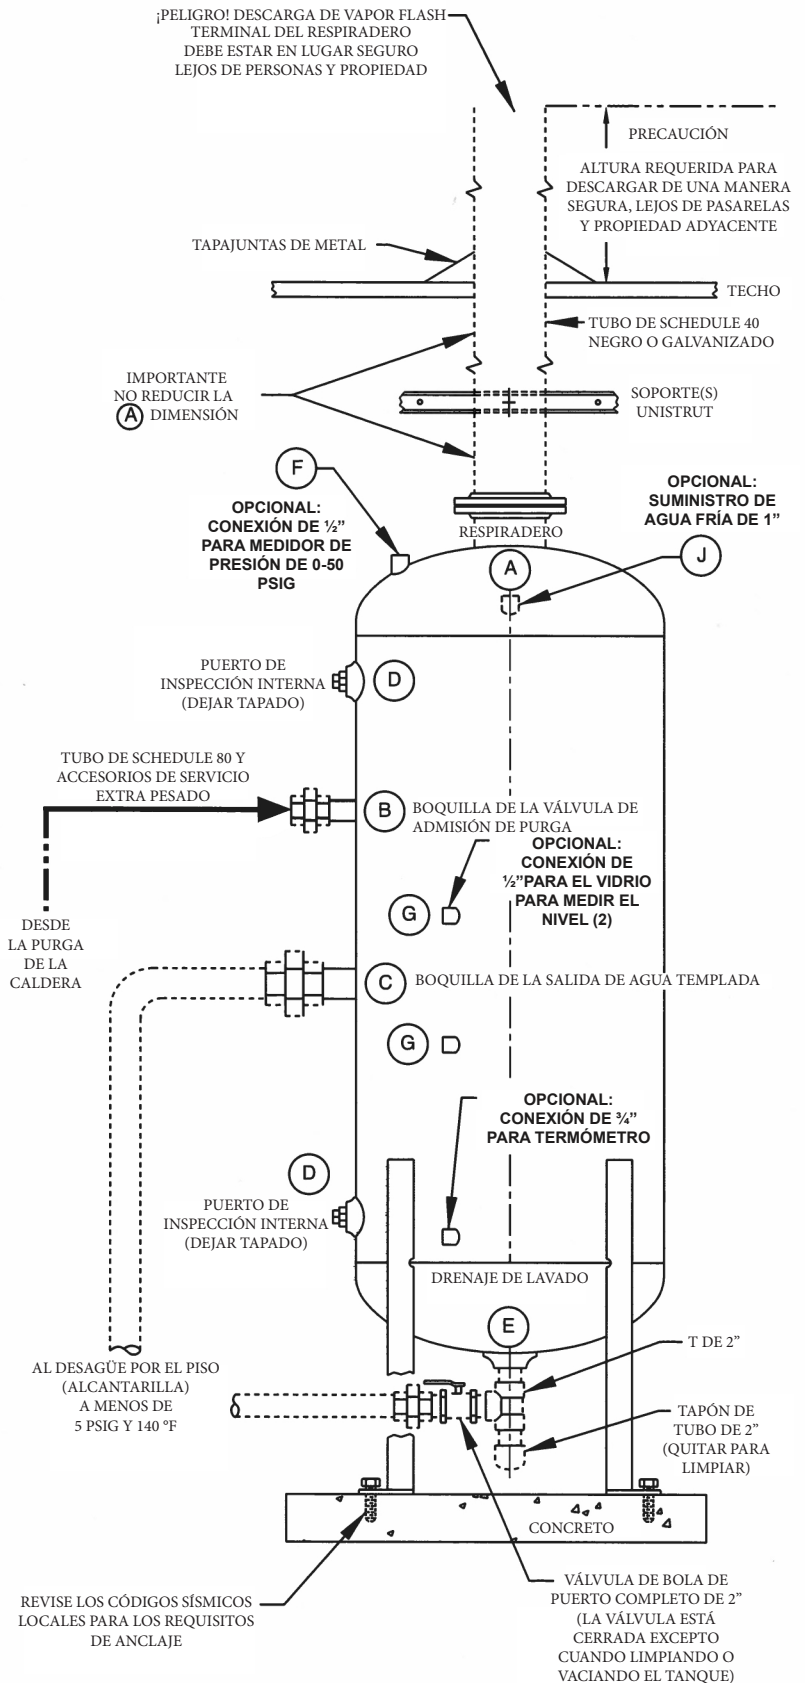 ¡PELIGRO! DESCARGA DE VAPOR FLASH
TERMINAL DEL RESPIRADERO
DEBE ESTAR EN LUGAR SEGURO
LEJOS DE PERSONAS Y PROPIEDAD
PRECAUCIÓN
ALTURA REQUERIDA PARA
DESCARGAR DE UNA MANERA
SEGURA, LEJOS DE PASARELAS
Y PROPIEDAD ADYACENTE
TAPAJUNTAS DE METAL
TECHO
TUBO DE SCHEDULE 40
NEGRO O GALVANIZADO
IMPORTANTE
NO REDUCIR LA
A DIMENSIÓN
SOPORTE(S)
UNISTRUT
F
OPCIONAL:
CONEXIÓN DE ½”
PARA MEDIDOR DE
PRESIÓN DE 0-50
PSIG
OPCIONAL:
SUMINISTRO DE
AGUA FRÍA DE 1”
J
RESPIRADERO
A
PUERTO DE
INSPECCIÓN INTERNA
(DEJAR TAPADO)
D
TUBO DE SCHEDULE 80 Y
ACCESORIOS DE SERVICIO
EXTRA PESADO
B
BOQUILLA DE LA VÁLVULA DE
ADMISIÓN DE PURGA
OPCIONAL:
CONEXIÓN DE
½”PARA EL VIDRIO
PARA MEDIR EL
NIVEL (2)
G
DESDE
LA PURGA
DE LA
CALDERA
C
BOQUILLA DE LA SALIDA DE AGUA TEMPLADA
G
OPCIONAL:
CONEXIÓN DE ¾”
PARA TERMÓMETRO
D
PUERTO DE
INSPECCIÓN INTERNA
(DEJAR TAPADO)
DRENAJE DE LAVADO
E
T DE 2”
AL DESAGÜE POR EL PISO
(ALCANTARILLA)
A MENOS DE
5 PSIG Y 140 °F
TAPÓN DE
TUBO DE 2”
(QUITAR PARA
LIMPIAR)
CONCRETO
REVISE LOS CÓDIGOS SÍSMICOS
LOCALES PARA LOS REQUISITOS
DE ANCLAJE
VÁLVULA DE BOLA DE
PUERTO COMPLETO DE 2”
(LA VÁLVULA ESTÁ
CERRADA EXCEPTO
CUANDO LIMPIANDO O
VACIANDO EL TANQUE)